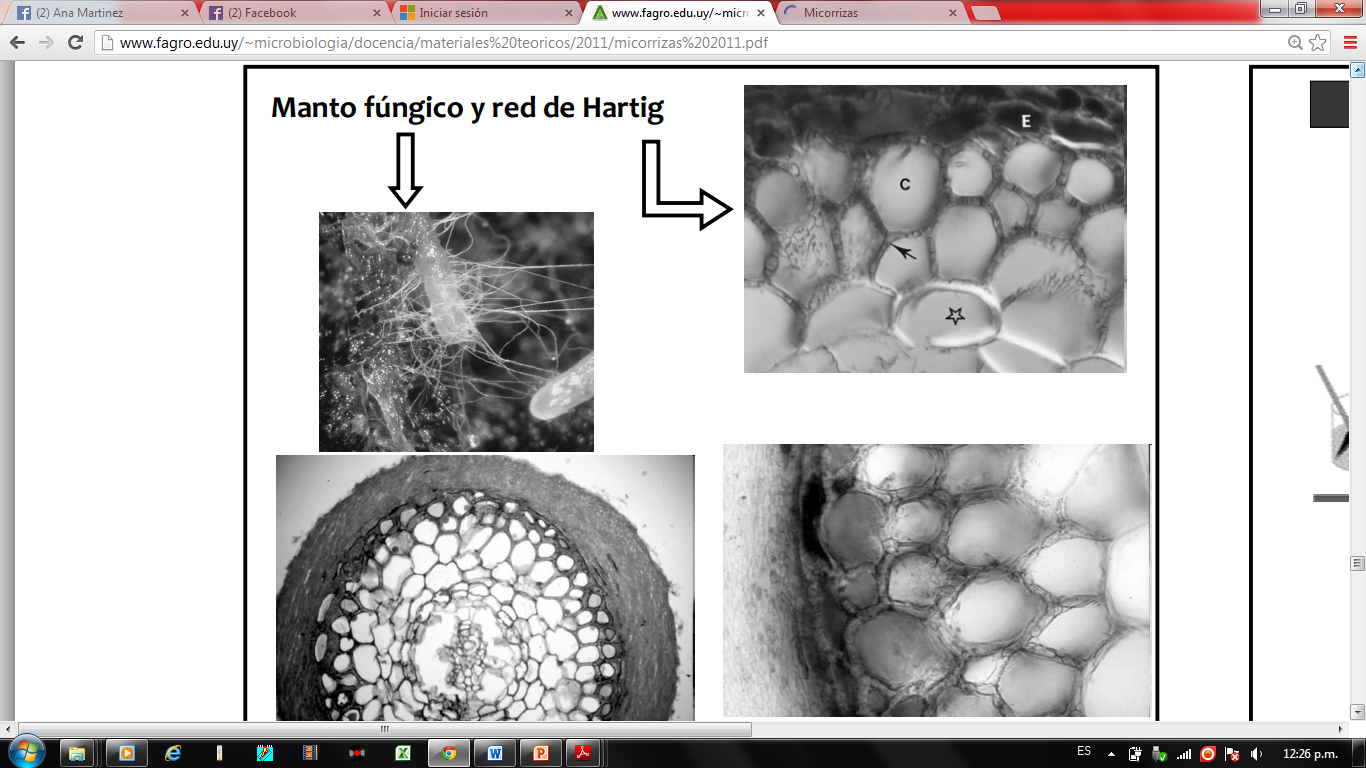 (2) Ana Martinez
(2) Facebook
Iniciar sesión
www.fagro.edu.uy/~micro
Micorrizas
www.fagro.edu.uy/~microbiologia/docencia/materiales%20teoricos/2011/micorrizas%202011.pdf
Manto fúngico y red de Hartig
E
C
ES
12:26 p.m.